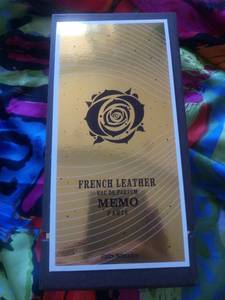 FRENCH LEATHER
EAU DE PARFUM
MEMO
PARIS